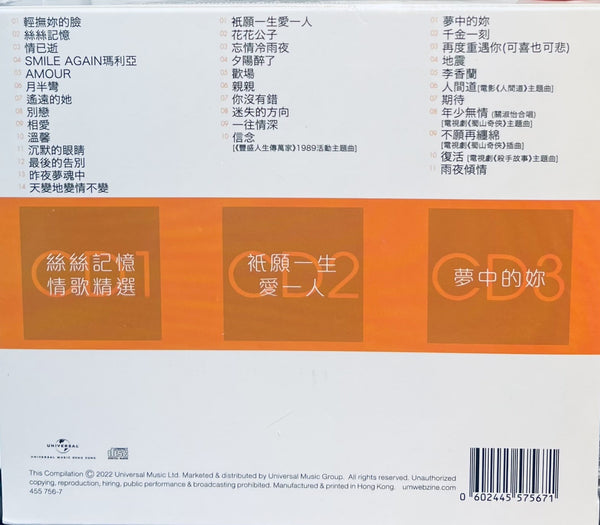 01 輕撫妳的臉
02 絲絲記憶
03 情已逝
04 SMILE AGAIN瑪利亞
05 AMOUR
06 月半彎
07 遙遠的她
08 別戀
09 相愛
10 溫馨
11 沉默的眼睛
12 最後的告別
13 昨夜夢魂中
14 天變地變情不變
01 祇願一生愛一人
02 花花公子
03 忘情冷雨夜
04 夕陽醉了
05 歡場
06 親親
07 你沒有錯
08 迷失的方向
09 一往情深
10 信念
[《豐盛人生傳萬家》1989活動主題曲]
01 夢中的妳
02 千金一刻
03 再度重遇你(可喜也可悲)
04 地震
05 李香蘭
06 人間道[電影《人間道》主題曲]
07 期待
08 年少無情 (關淑怡合唱)
[電視劇《蜀山奇俠》主題曲]
09 不願再纏綿
[電視劇《蜀山奇俠》插曲]
10 復活 [電視劇《殺手故事》主題曲]
11 雨夜傾情
CD1
絲絲記憶
情歌精選
CD2
祇願一生
愛一人
CD3
夢中的妳
UNIVERSAL
UNIVERSAL MUSIC HONG KONG
This Compilation Ⓒ 2022 Universal Music Ltd. Marketed & distributed by Universal Music Group. All rights reserved. Unauthorized
copying, reproduction, hiring, public performance & broadcasting prohibited. Manufactured & printed in Hong Kong. umwebzine.com
455 756-7
0 602445 575671